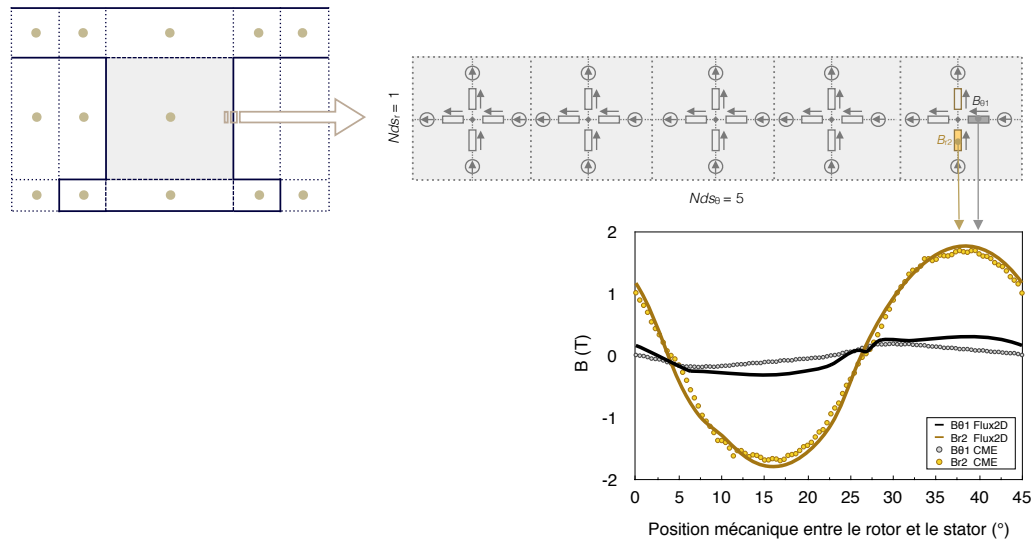 Ndsr = 1
Bθ1
Br2
Ndsθ = 5
B (T)
2
1
0
-1
-2
Bθ1 Flux2D
Br2 Flux2D
Bθ1 CME
Br2 CME
0 5 10 15 20 25 30 35 40 45
Position mécanique entre le rotor et le stator (°)